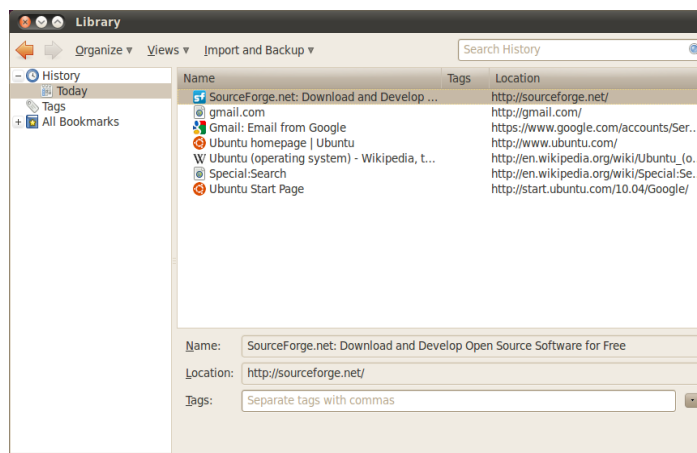 Library
Organize Views Import and Backup Search History
History
Today
Tags
All Bookmarks
Name Tags Location
SourceForge.net: Download and Develop ... http://sourceforge.net/
gmail.com http://gmail.com/
Gmail: Email from Google https://www.google.com/accounts/Ser..
Ubuntu homepage | Ubuntu http://www.ubuntu.com/
Ubuntu (operating system) - Wikipedia, t... http://en.wikipedia.org/wiki/Ubuntu_(o.
Special:Search http://en.wikipedia.org/wiki/Special:Se.
Ubuntu Start Page http://start.ubuntu.com/10.04/Google/
Name: SourceForge.net: Download and Develop Open Source Software for Free
Location: http://sourceforge.net/
Tags: Separate tags with commas